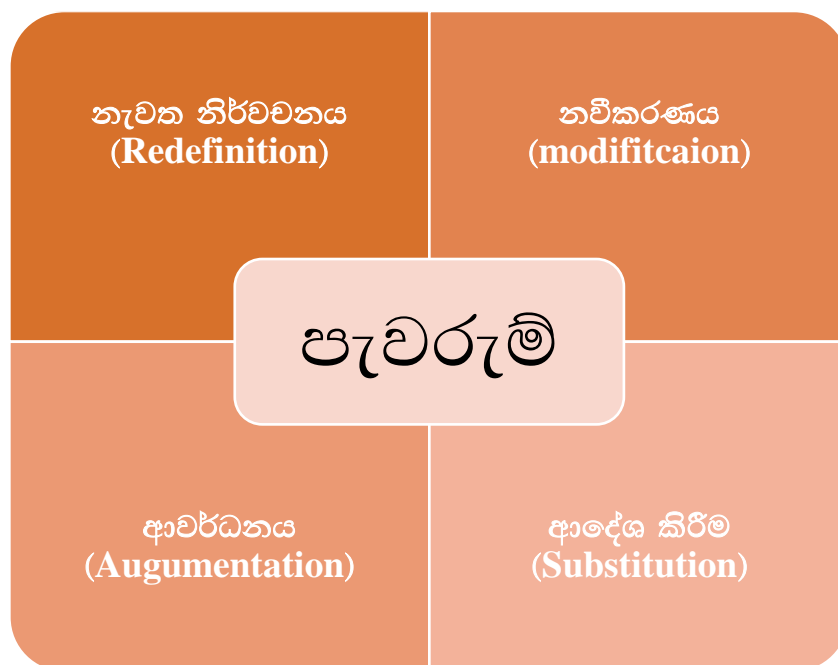 නැවත නිර්වචනය
(Redefinition)
නවීකරණය
(modifitcaion)
පැවරුම්
ආවර්ධනය
(Augumentation)
ආදේශ කිරීම
(Substitution)